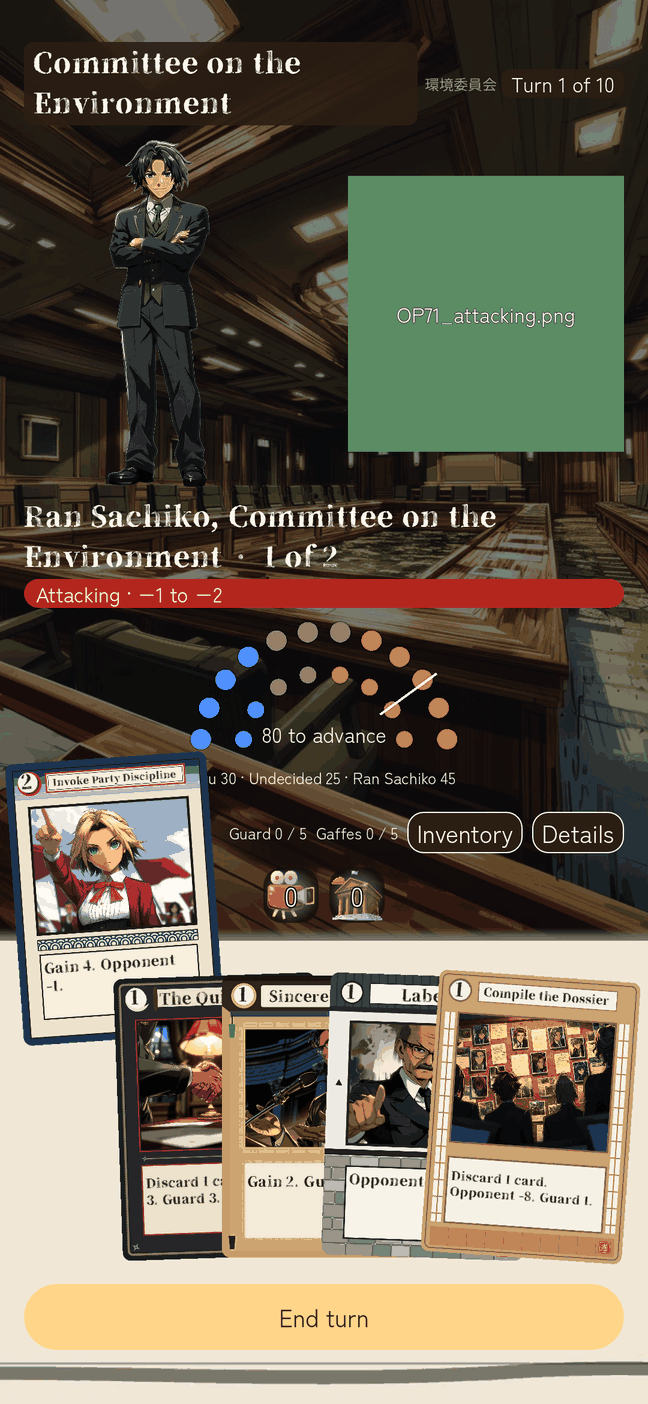 Committee on the
Environment
環境委員会
Turn 1 of 10
OP71_attacking.png
Ran Sachiko, Committee on the
Environment · 1 of 2
Attacking · −1 to −2
80 to advance
30 · Undecided 25 · Ran Sachiko 45
Guard 0 / 5 Gaffes 0 / 5
Inventory
Details
0
0
2
Invoke Party Discipline
Gain 4. Opponent
-1.
1
The
Discard 1
3. Guard 3.
1
Sincere
Gain 2.
1
Opponent
1
Compile the Dossier
Discard 1 card.
Opponent -8. Guard 1.
End turn